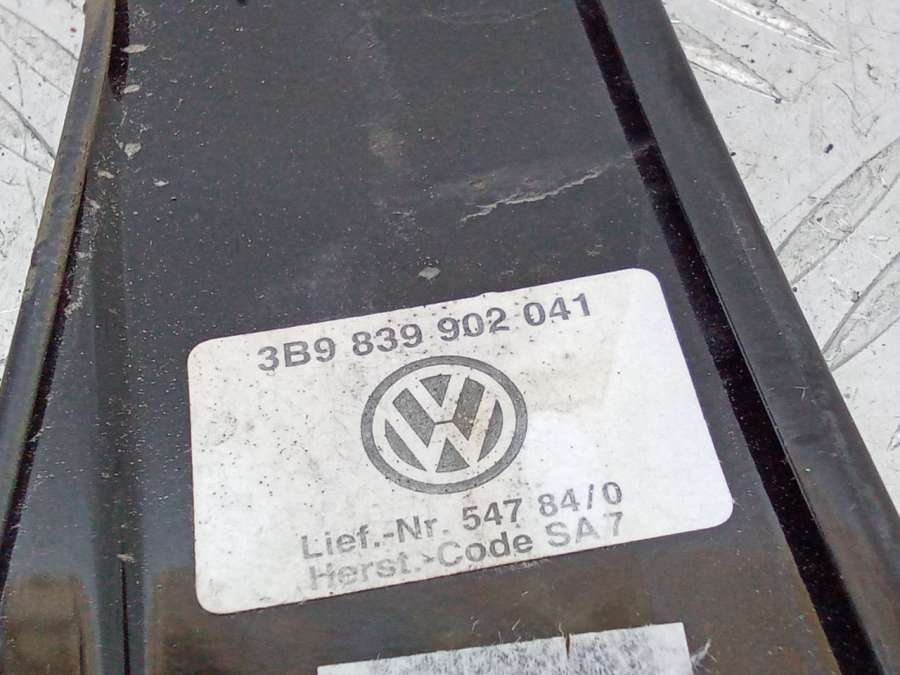 3B9 839 902 041
Lief.-Nr. 547 84/0
Herst.-Code SA7